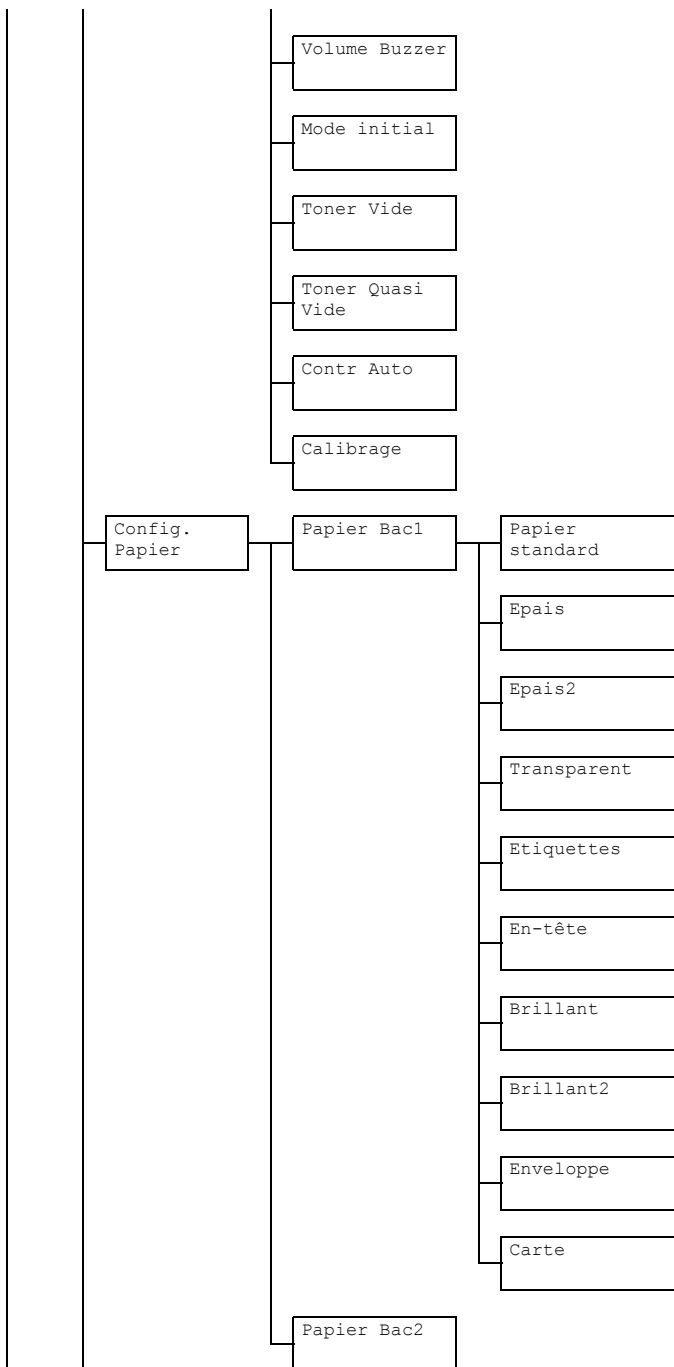 Volume Buzzer
Mode initial
Toner Vide
Toner Quasi
Vide
Contr Auto
Calibrage
Config.
Papier
Papier Bac1
Papier
standard
Epais
Epais2
Transparent
Etiquettes
En-tête
Brillant
Brillant2
Enveloppe
Carte
Papier Bac2